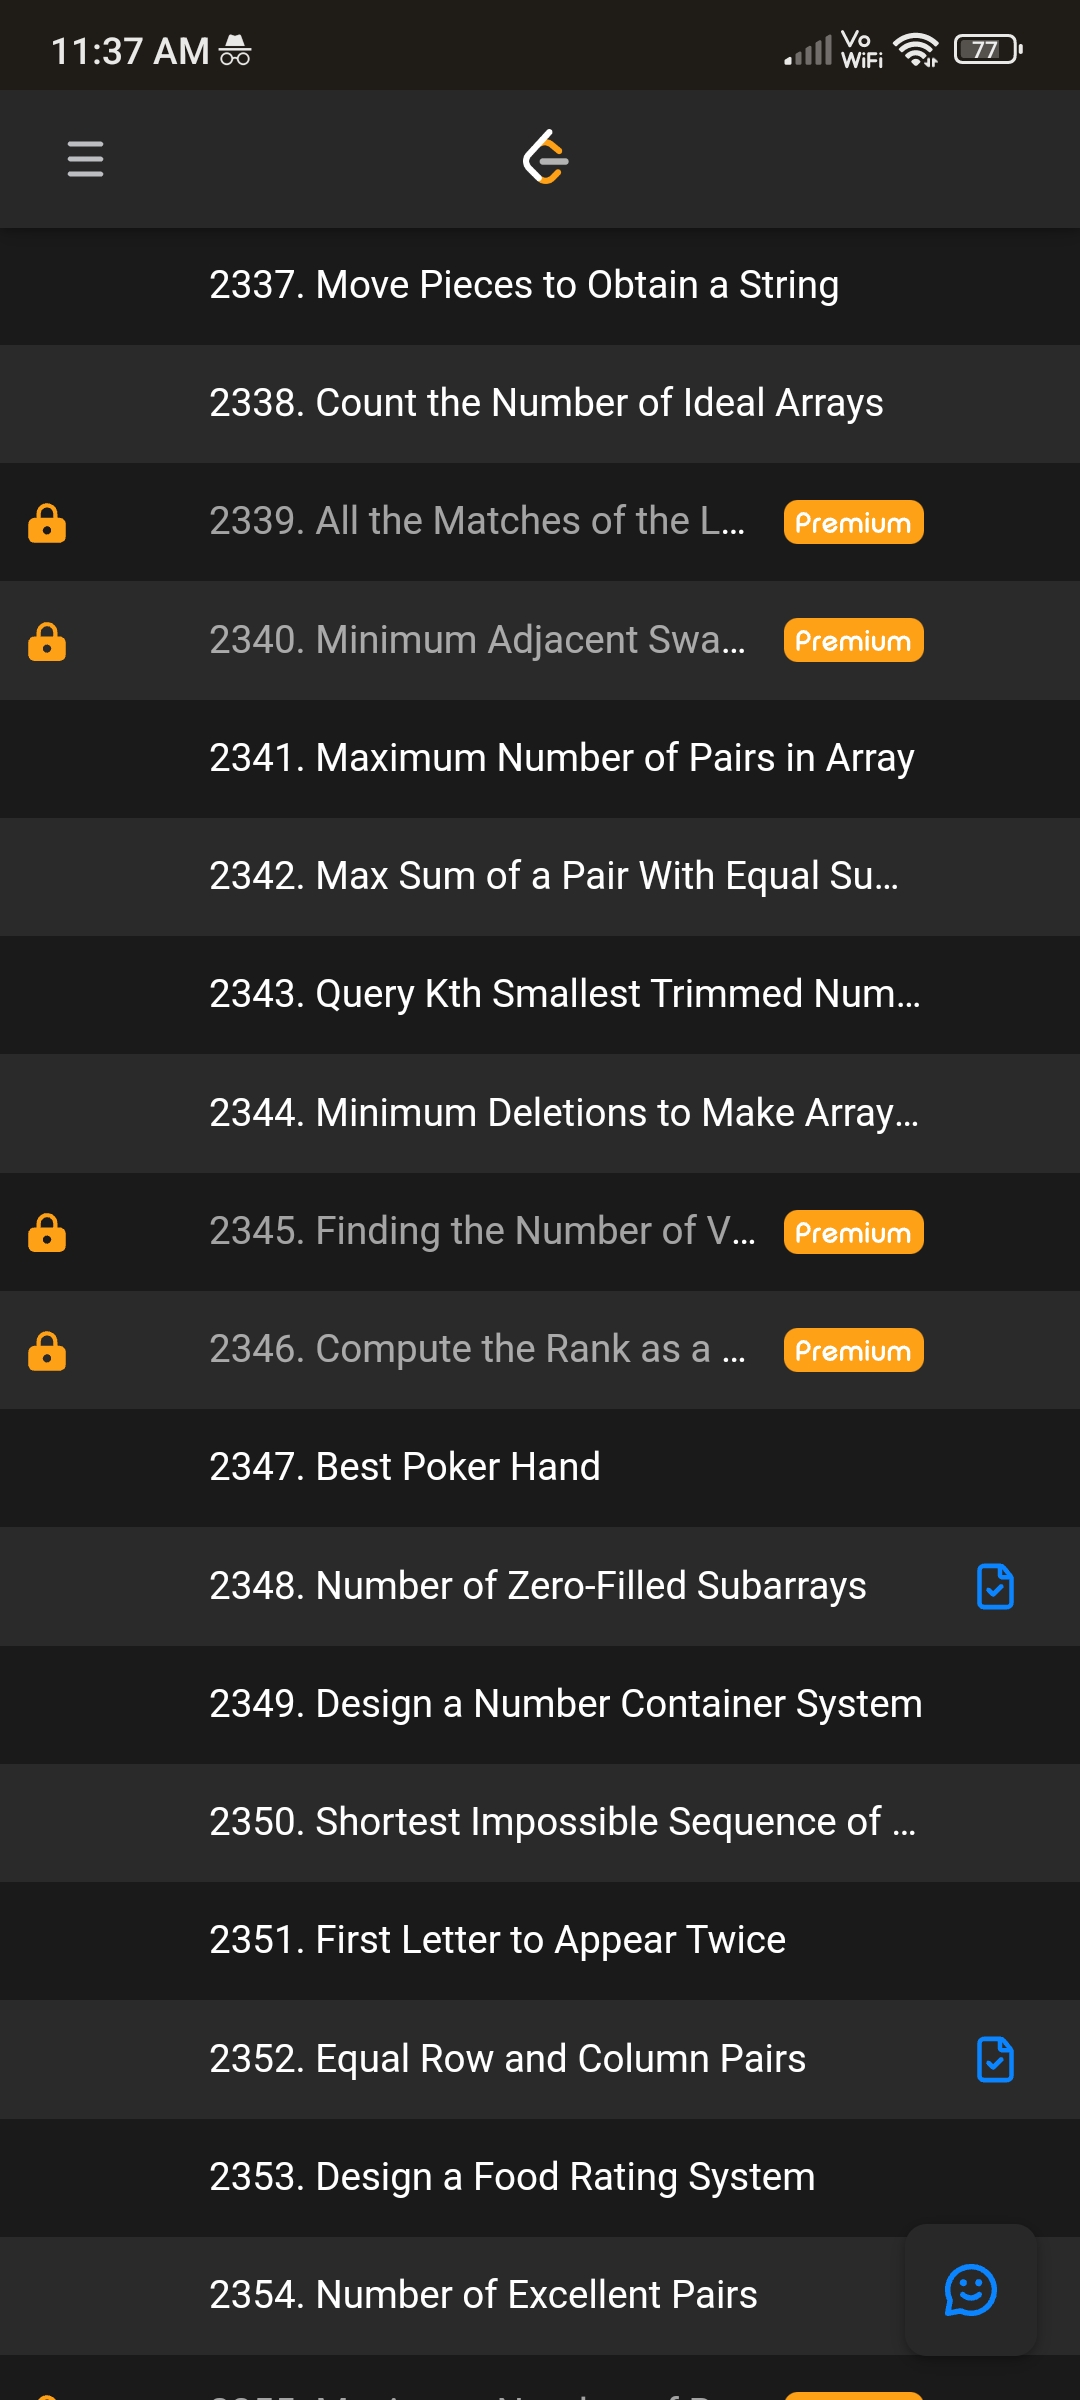 11:37 AM
Vo
WiFi
77
2337. Move Pieces to Obtain a String
2338. Count the Number of Ideal Arrays
2339. All the Matches of the L... Premium
2340. Minimum Adjacent Swa... Premium
2341. Maximum Number of Pairs in Array
2342. Max Sum of a Pair With Equal Su...
2343. Query Kth Smallest Trimmed Num...
2344. Minimum Deletions to Make Array...
2345. Finding the Number of V... Premium
2346. Compute the Rank as a ... Premium
2347. Best Poker Hand
2348. Number of Zero-Filled Subarrays
2349. Design a Number Container System
2350. Shortest Impossible Sequence of ...
2351. First Letter to Appear Twice
2352. Equal Row and Column Pairs
2353. Design a Food Rating System
2354. Number of Excellent Pairs